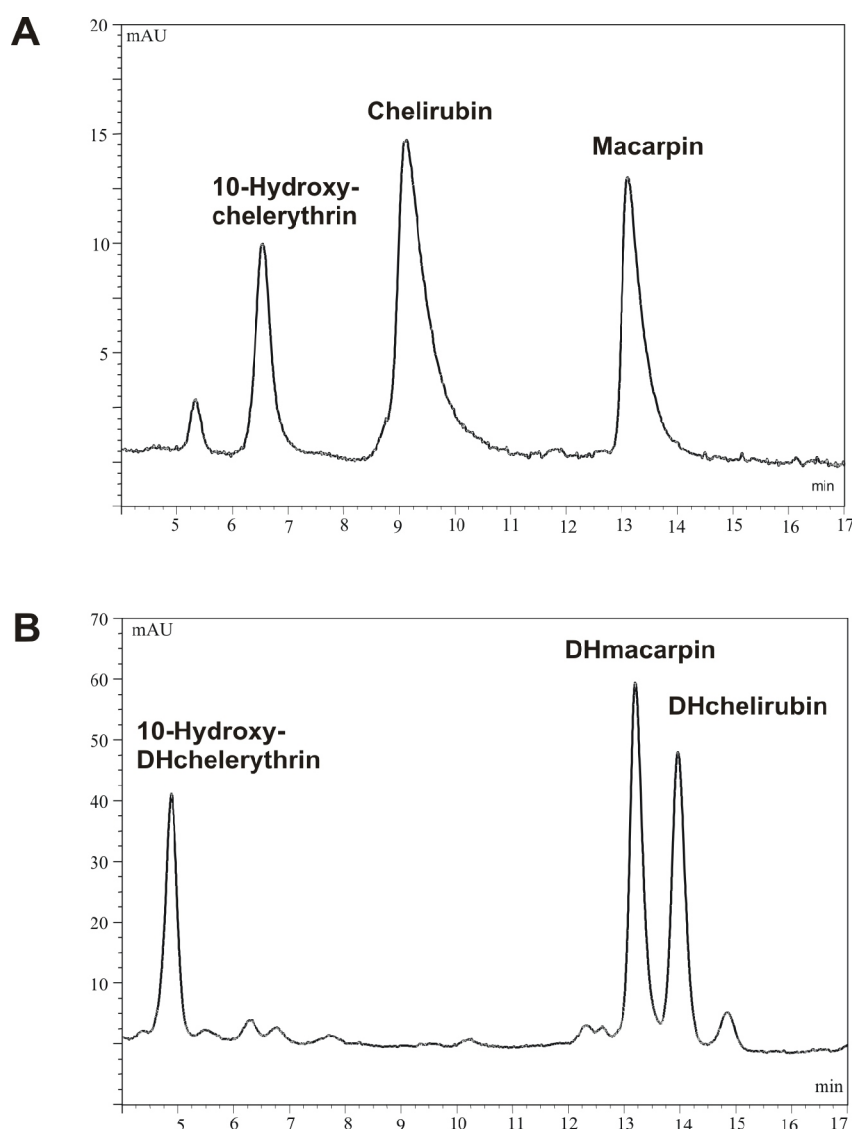 A
mAU
20
15
10
5
10-Hydroxy-
chelerythrin
Chelirubin
Macarpin
min
5 6 7 8 9 10 11 12 13 14 15 16 17
B
mAU
70
60
50
40
30
20
10
10-Hydroxy-
DHchelerythrin
DHmacarpin
DHchelirubin
min
5 6 7 8 9 10 11 12 13 14 15 16 17